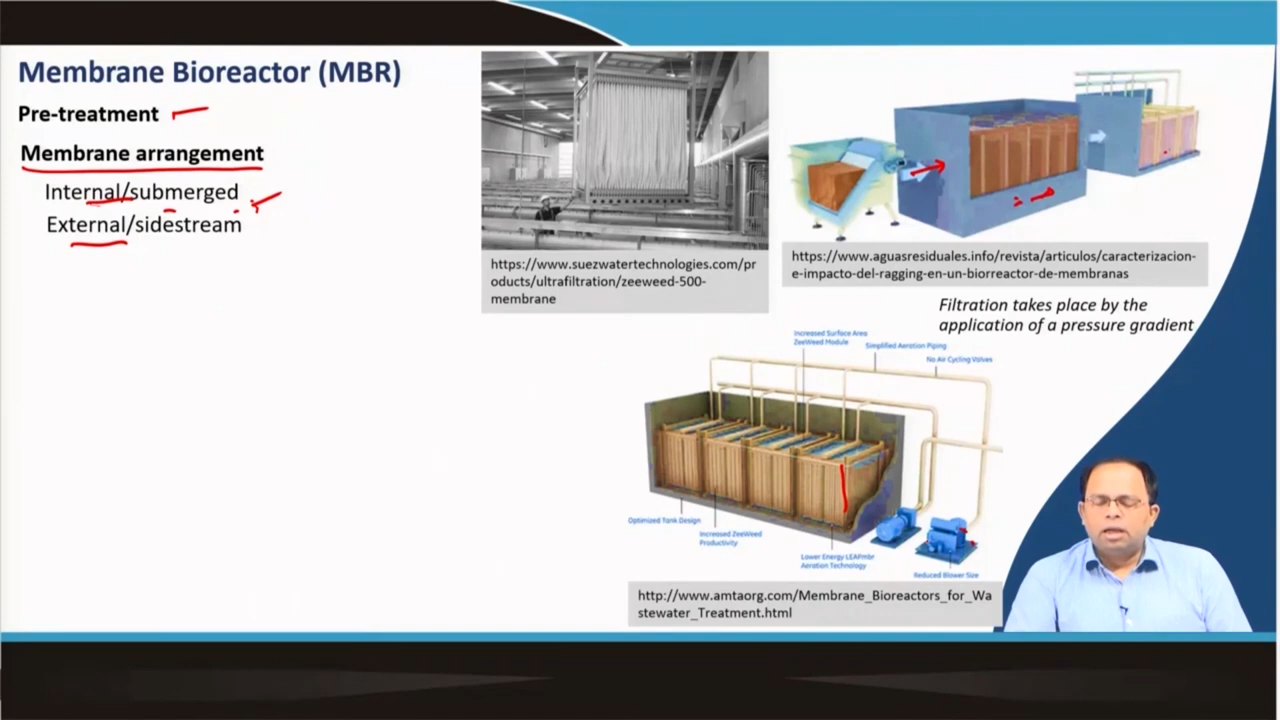 Membrane Bioreactor (MBR)
Pre-treatment
Membrane arrangement
Internal/submerged
External/sidestream
https://www.suezwatertechnologies.com/pr
oducts/ultrafiltration/zeeweed-500-
membrane
https://www.aguasresiduales.info/revista/articulos/caracterizacion-
e-impacto-del-ragging-en-un-biorreactor-de-membranas
Filtration takes place by the
application of a pressure gradient
Increased Surface Area
ZeeWeed Module
Simplified Aeration Piping
No Air Cycling Valves
Optimized Tank Design
Increased ZeeWeed
Productivity
Lower Energy LEAPmbr
Aeration Technology
Reduced Blower Size
http://www.amtaorg.com/Membrane_Bioreactors_for_Wa
stewater_Treatment.html